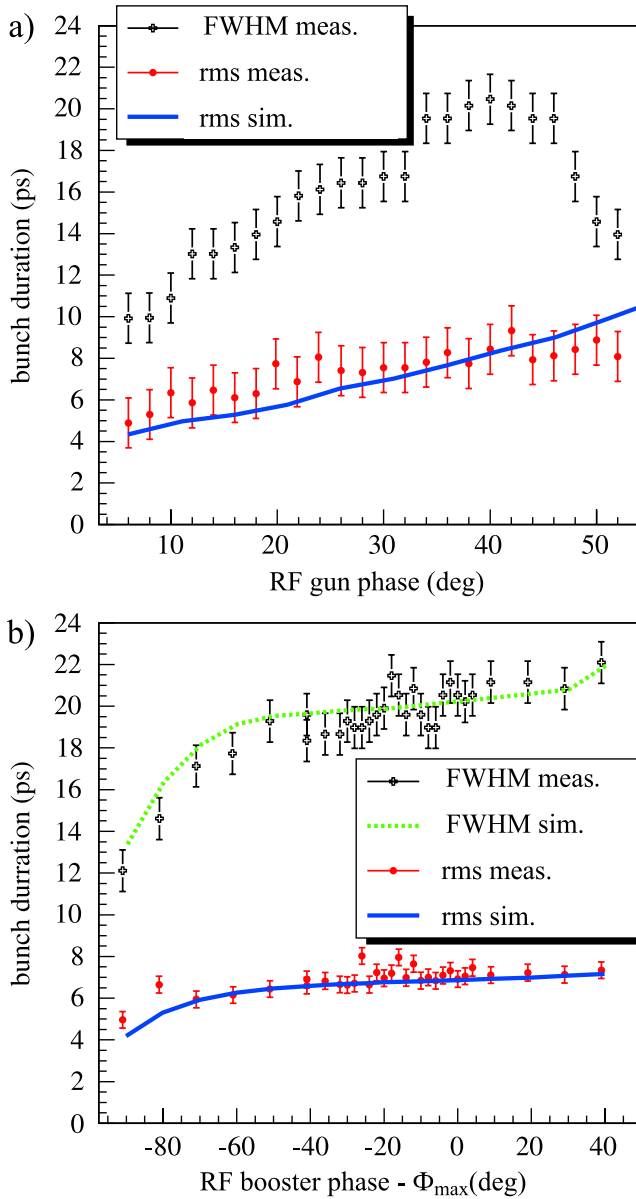 a)
FWHM meas.
rms meas.
rms sim.
24
22
20
18
16
14
12
10
8
6
4
2
0
bunch duration (ps)
10 20 30 40 50
RF gun phase (deg)
b)
24
22
20
18
16
14
12
10
8
6
4
2
0
bunch durration (ps)
FWHM meas.
FWHM sim.
rms meas.
rms sim.
-80 -60 -40 -20 0 20 40
RF booster phase - Φmax(deg)